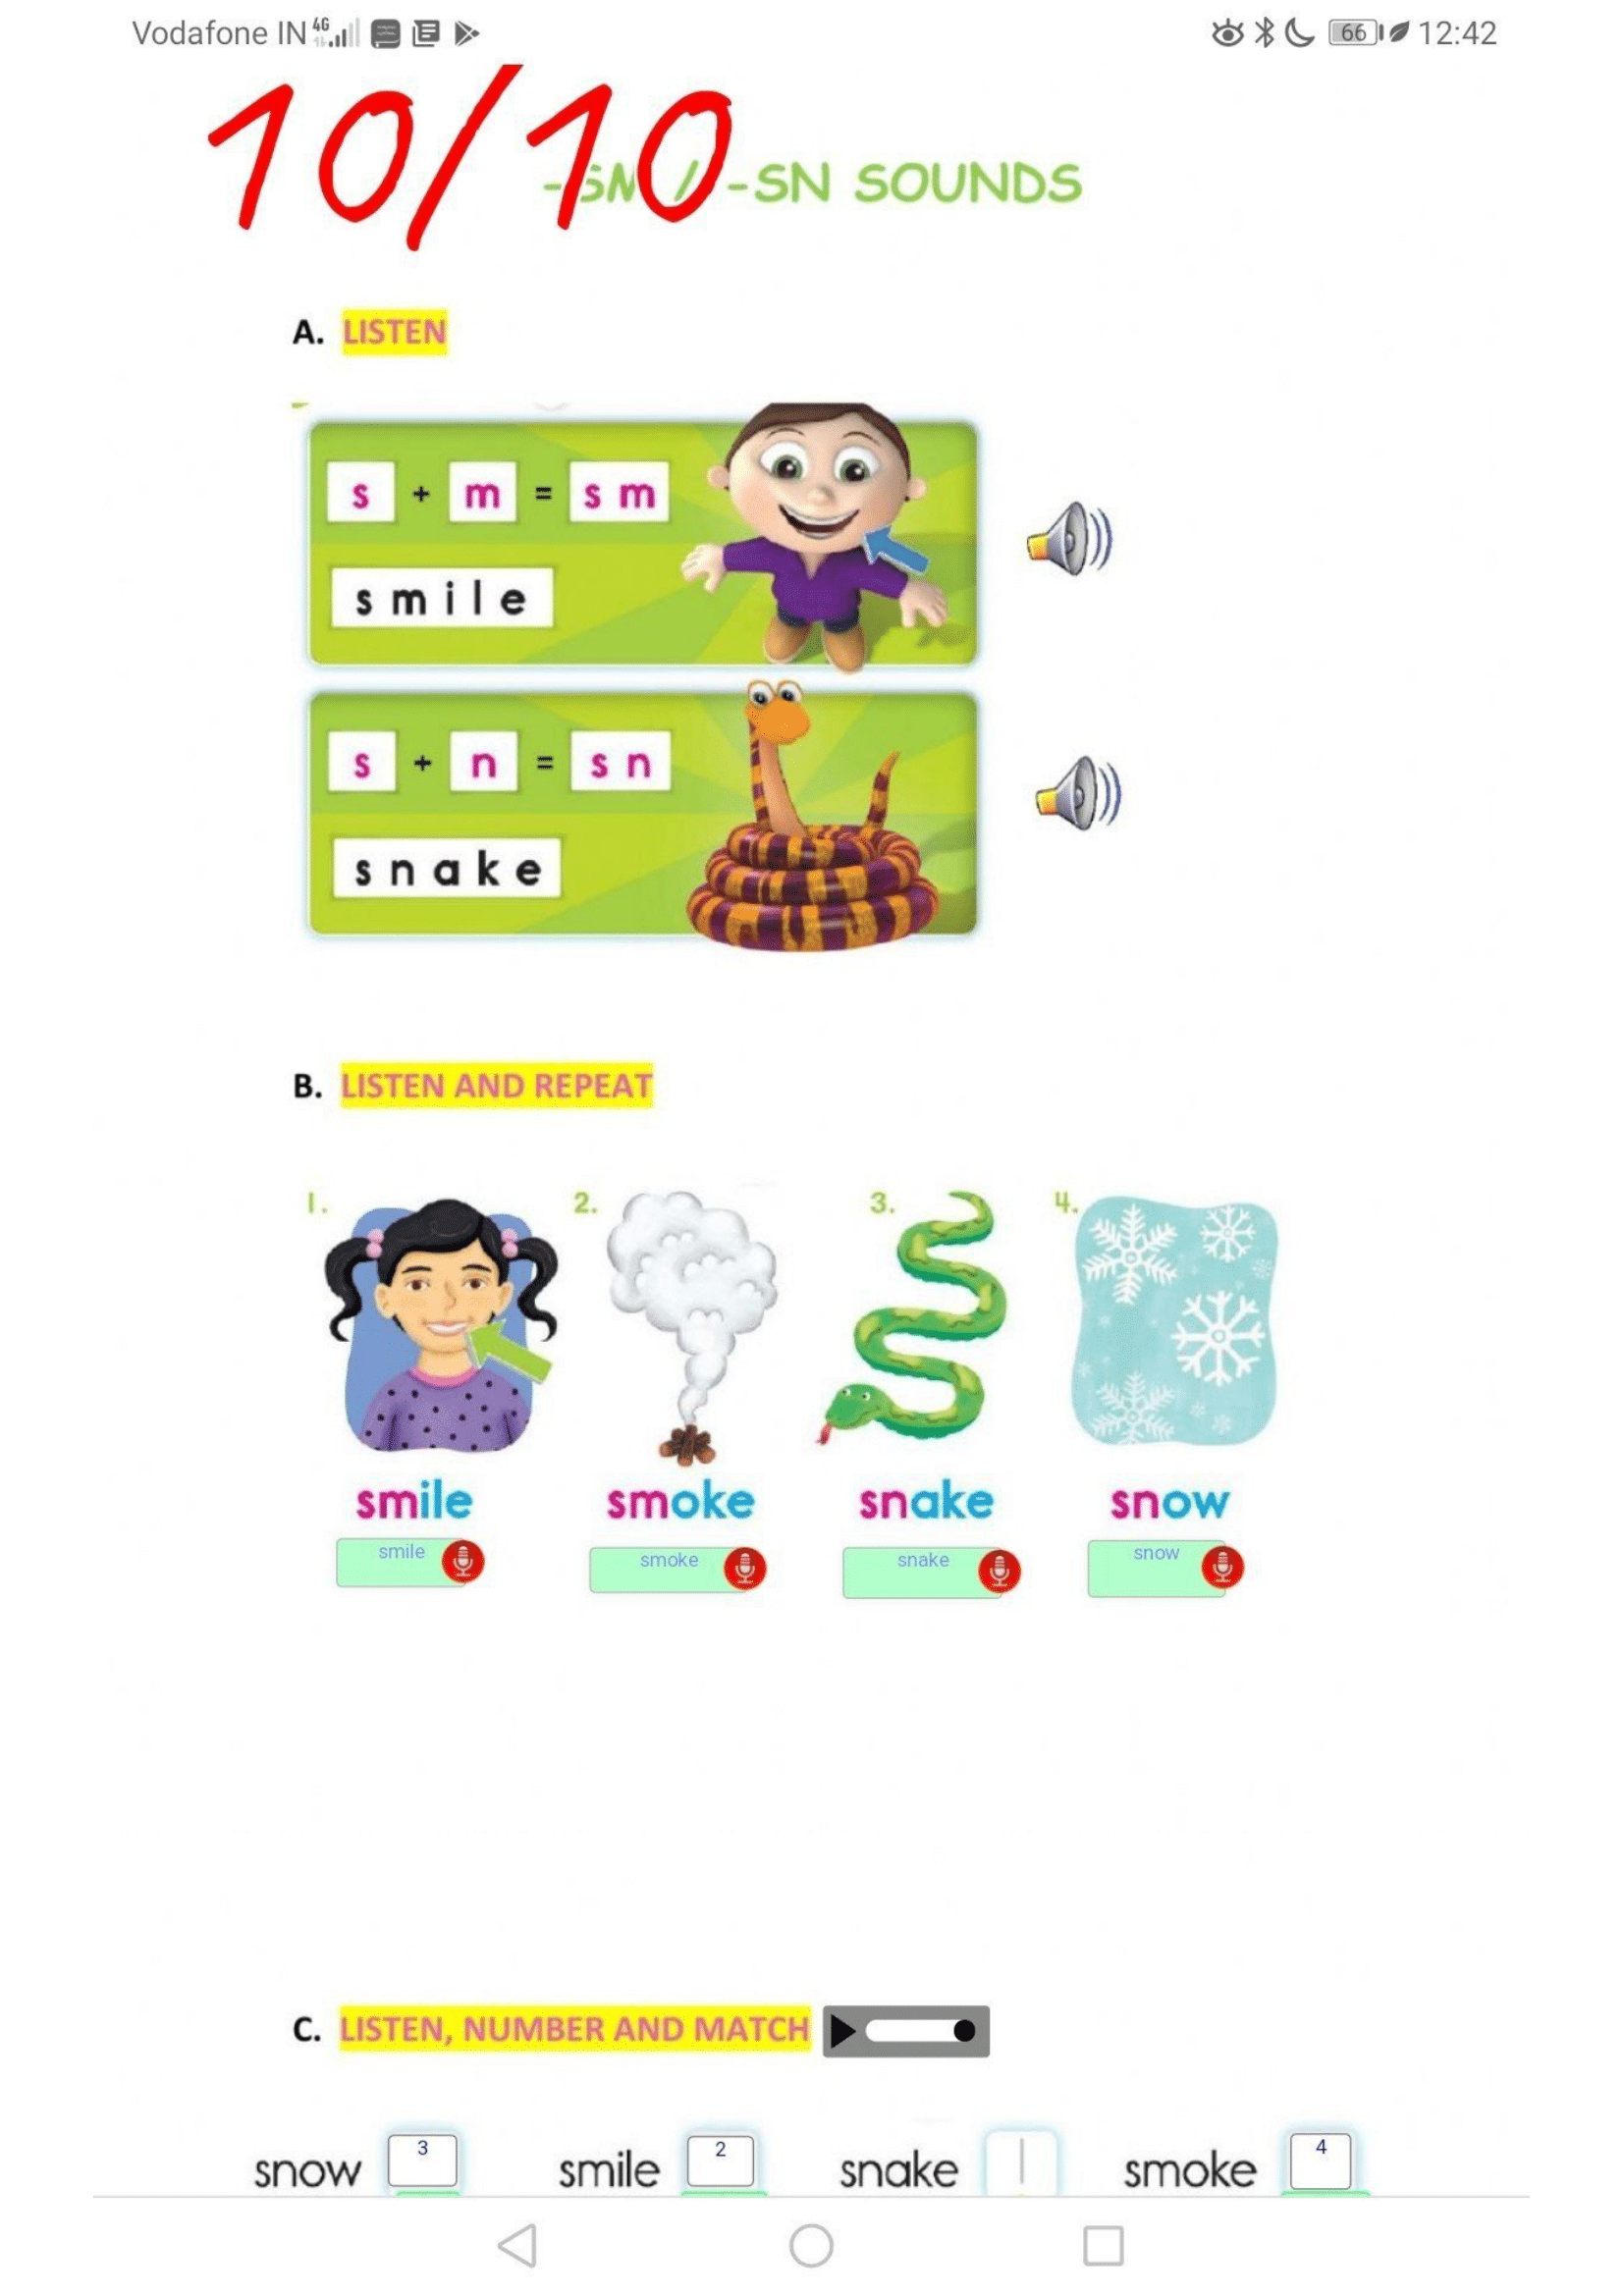 Vodafone IN 4G 66 12:42
10/10
-SM / -SN SOUNDS
A. LISTEN
s + m = s m
s m i l e
s + n = s n
s n a k e
B. LISTEN AND REPEAT
1. 2. 3. 4.
smile smoke snake snow
smile smoke snake snow
C. LISTEN, NUMBER AND MATCH
snow 3 smile 2 snake 1 smoke 4